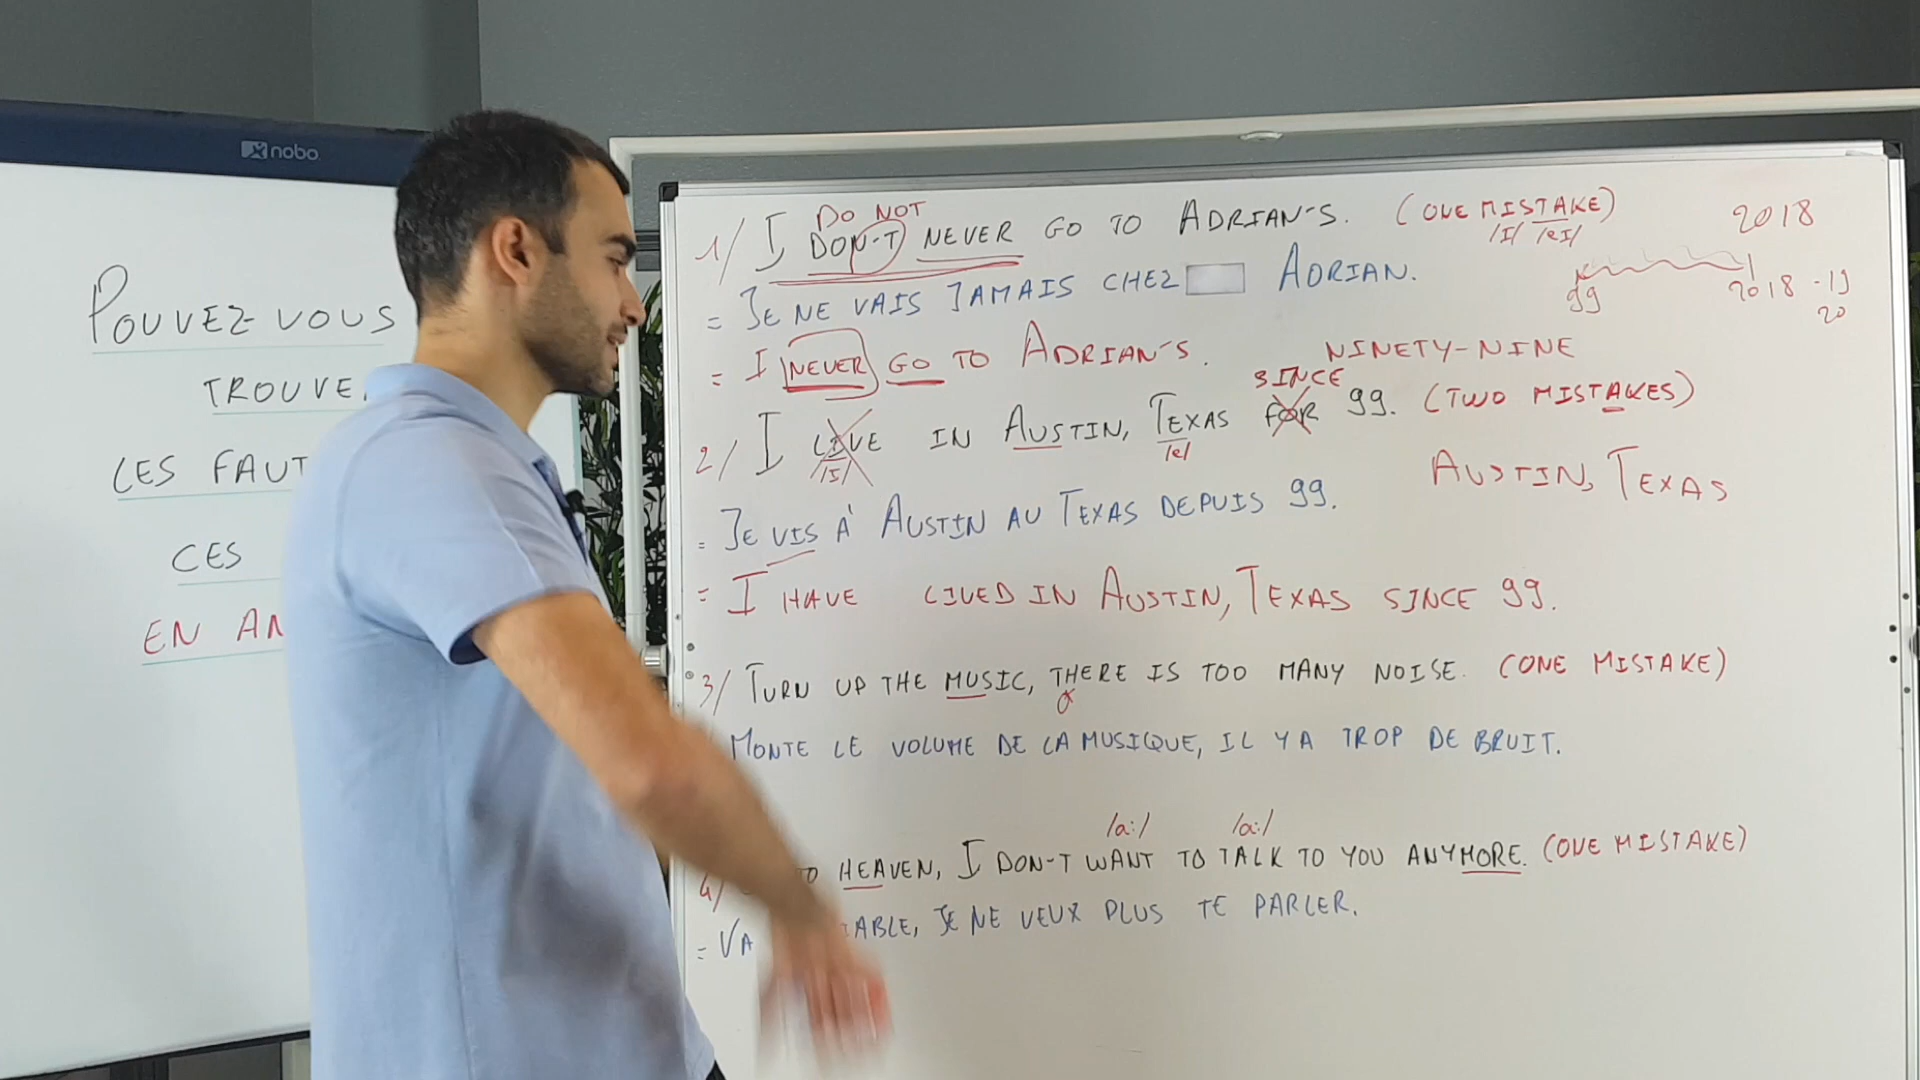 nobo
POUVEZ-VOUS
TROUVE
LES FAUT
CES
EN AN
DO NOT
1/ I DON'T NEVER GO TO ADRIAN'S. (ONE MISTAKE)
/I/ /eI/
= JE NE VAIS JAMAIS CHEZ ADRIAN.
= I NEVER GO TO ADRIAN'S.
2018
99 2018 - 19
20
NINETY-NINE
SINCE
2/ I LIVE IN AUSTIN, TEXAS FOR 99. (TWO MISTAKES)
/I/ /e/
AUSTIN, TEXAS
= JE VIS À AUSTIN AU TEXAS DEPUIS 99.
= I HAVE LIVED IN AUSTIN, TEXAS SINCE 99.
3/ TURN UP THE MUSIC, THERE IS TOO MANY NOISE. (ONE MISTAKE)
MONTE LE VOLUME DE LA MUSIQUE, IL Y A TROP DE BRUIT.
/a:/ /a:/
4/ TO HEAVEN, I DON'T WANT TO TALK TO YOU ANYMORE. (ONE MISTAKE)
= VA IABLE, JE NE VEUX PLUS TE PARLER.